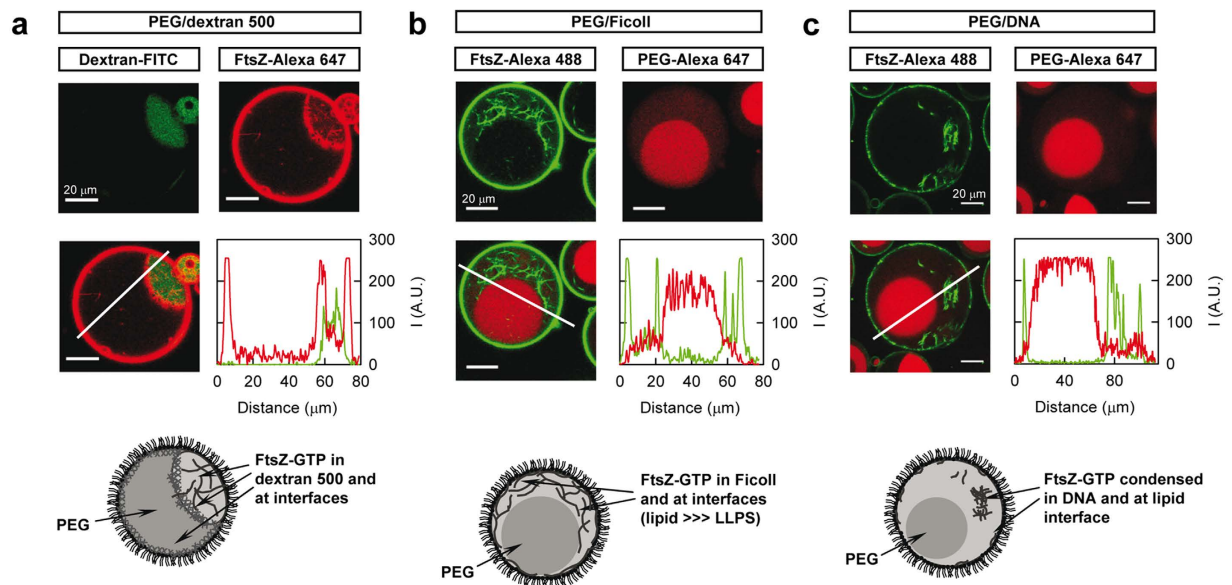 a
PEG/dextran 500
Dextran-FITC
FtsZ-Alexa 647
20 μm
300
200
100
0
I (A.U.)
0 20 40 60 80
Distance (μm)
FtsZ-GTP in
dextran 500 and
at interfaces
PEG
b
PEG/Ficoll
FtsZ-Alexa 488
PEG-Alexa 647
20 μm
300
200
100
0
I (A.U.)
0 20 40 60 80
Distance (μm)
FtsZ-GTP in Ficoll
and at interfaces
(lipid >>> LLPS)
PEG
c
PEG/DNA
FtsZ-Alexa 488
PEG-Alexa 647
20 μm
300
200
100
0
I (A.U.)
0 40 80
Distance (μm)
FtsZ-GTP condensed
in DNA and at lipid
interface
PEG